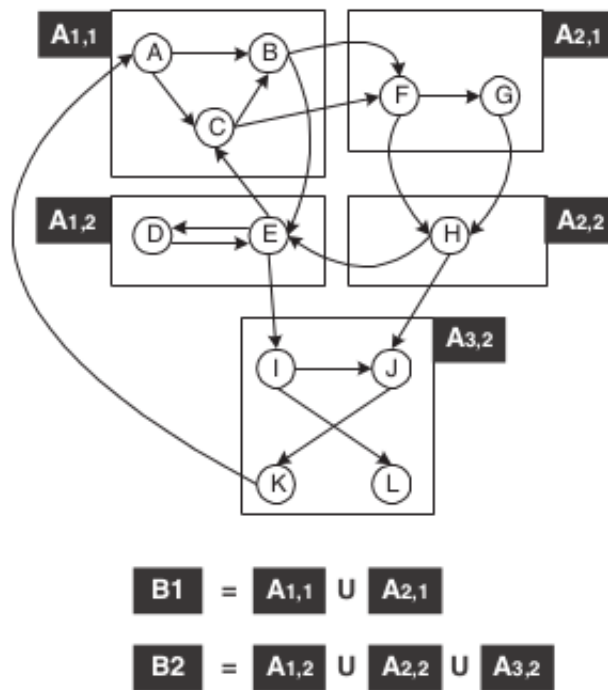 A1,1 A B C
A2,1 F G
A1,2 D E
A2,2 H
A3,2 I J
K L
B1 = A1,1 U A2,1
B2 = A1,2 U A2,2 U A3,2